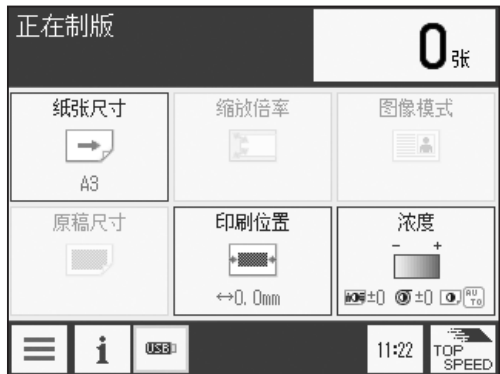 正在制版
0张
纸张尺寸
缩放倍率
图像模式
A3
原稿尺寸
印刷位置
浓度
- +
↔0.0mm
±0 ±0 AUTO
i
USB
11:22
TOP SPEED